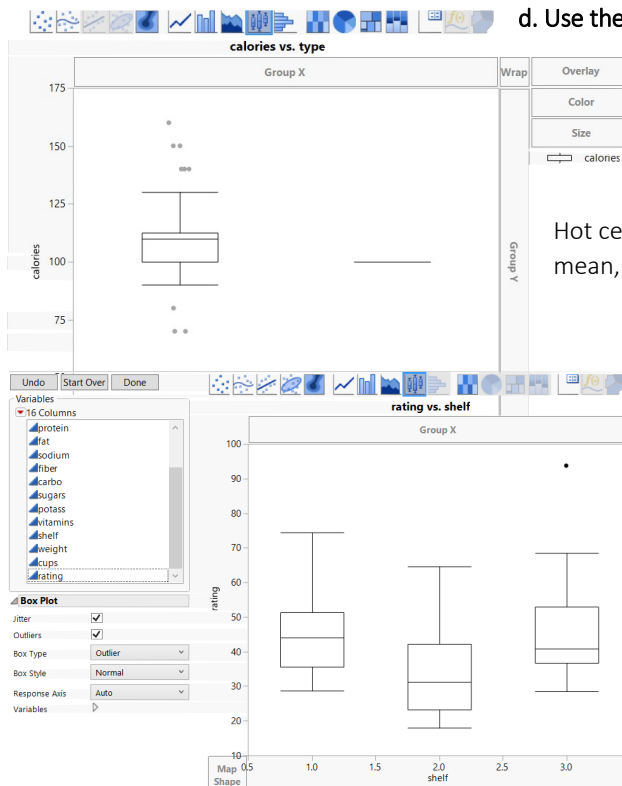 d. Use the
calories vs. type
Group X
Wrap
Overlay
Color
Size
calories
175
150
125
100
75
calories
Group Y
Hot ce
mean,
Undo
Start Over
Done
Variables
16 Columns
protein
fat
sodium
fiber
carbo
sugars
potass
vitamins
shelf
weight
cups
rating
Box Plot
Jitter
Outliers
Box Type
Outlier
Box Style
Normal
Response Axis
Auto
Variables
rating vs. shelf
Group X
100
90
80
70
60
50
40
30
20
10
rating
0.5
1.0
1.5
2.0
2.5
3.0
shelf
Map
Shape